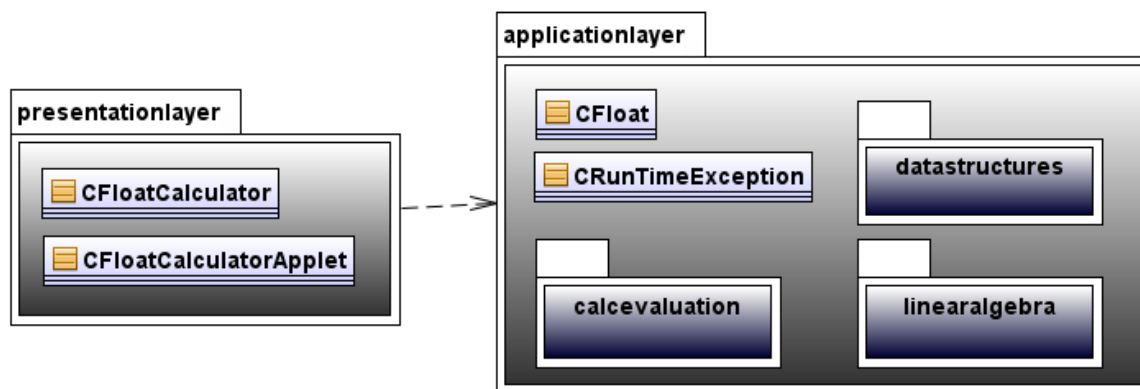 presentationlayer
CFloatCalculator
CFloatCalculatorApplet
applicationlayer
CFloat
CRunTimeException
datastructures
calcevaluation
linearalgebra